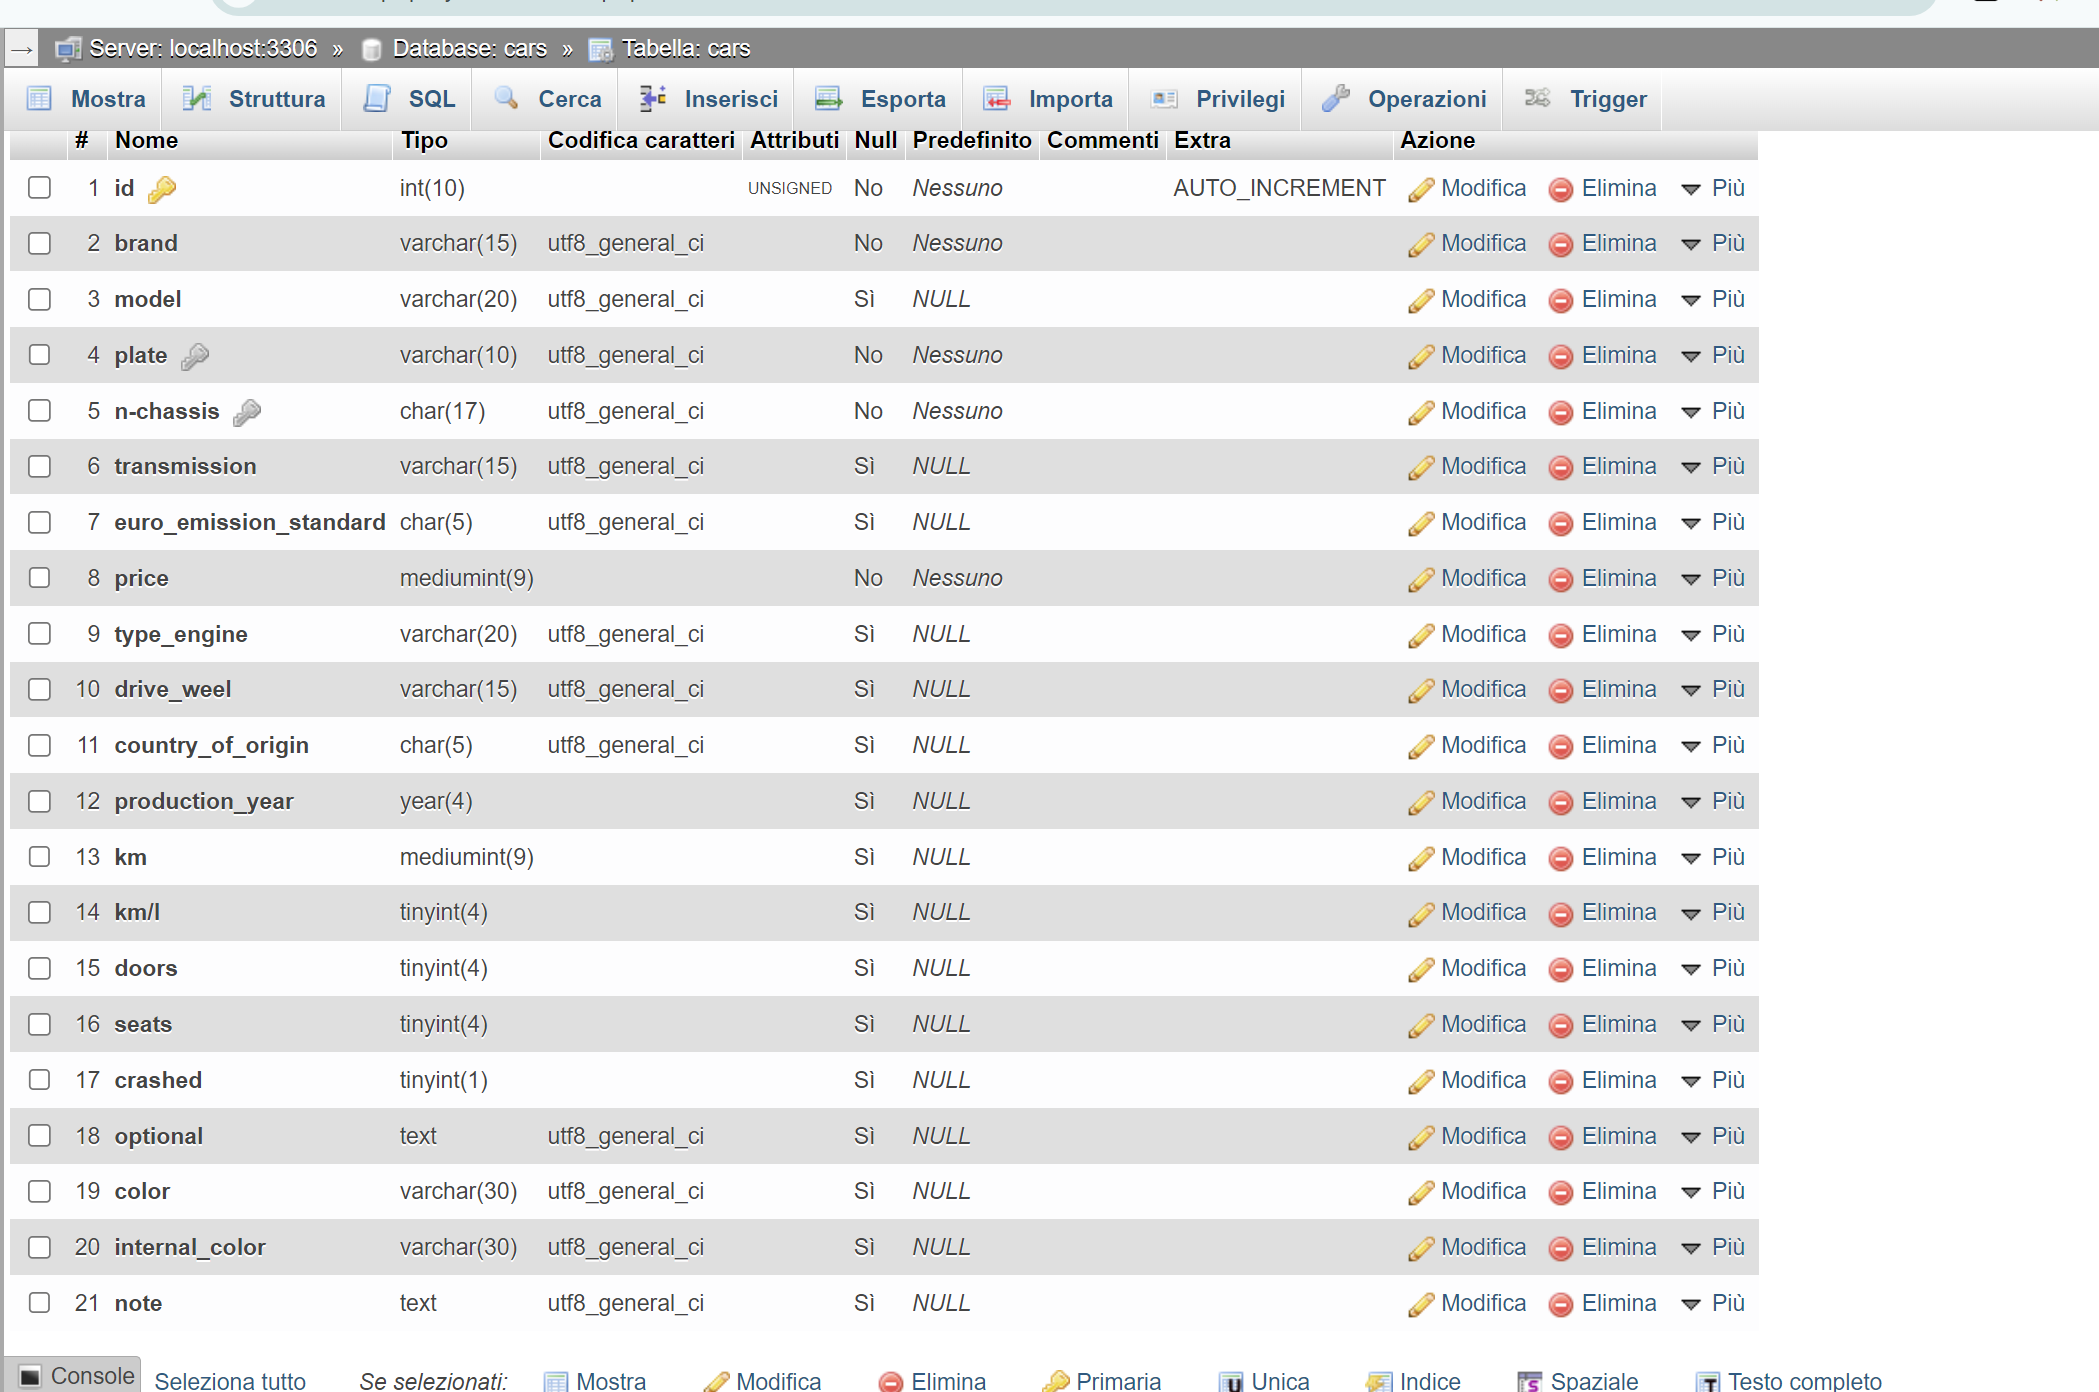 → Server: localhost:3306 » Database: cars » Tabella: cars
Mostra Struttura SQL Cerca Inserisci Esporta Importa Privilegi Operazioni Trigger
# Nome Tipo Codifica caratteri Attributi Null Predefinito Commenti Extra Azione
1 id int(10) UNSIGNED No Nessuno AUTO_INCREMENT Modifica Elimina Più
2 brand varchar(15) utf8_general_ci No Nessuno Modifica Elimina Più
3 model varchar(20) utf8_general_ci Sì NULL Modifica Elimina Più
4 plate varchar(10) utf8_general_ci No Nessuno Modifica Elimina Più
5 n-chassis char(17) utf8_general_ci No Nessuno Modifica Elimina Più
6 transmission varchar(15) utf8_general_ci Sì NULL Modifica Elimina Più
7 euro_emission_standard char(5) utf8_general_ci Sì NULL Modifica Elimina Più
8 price mediumint(9) No Nessuno Modifica Elimina Più
9 type_engine varchar(20) utf8_general_ci Sì NULL Modifica Elimina Più
10 drive_weel varchar(15) utf8_general_ci Sì NULL Modifica Elimina Più
11 country_of_origin char(5) utf8_general_ci Sì NULL Modifica Elimina Più
12 production_year year(4) Sì NULL Modifica Elimina Più
13 km mediumint(9) Sì NULL Modifica Elimina Più
14 km/l tinyint(4) Sì NULL Modifica Elimina Più
15 doors tinyint(4) Sì NULL Modifica Elimina Più
16 seats tinyint(4) Sì NULL Modifica Elimina Più
17 crashed tinyint(1) Sì NULL Modifica Elimina Più
18 optional text utf8_general_ci Sì NULL Modifica Elimina Più
19 color varchar(30) utf8_general_ci Sì NULL Modifica Elimina Più
20 internal_color varchar(30) utf8_general_ci Sì NULL Modifica Elimina Più
21 note text utf8_general_ci Sì NULL Modifica Elimina Più
Console Seleziona tutto Se selezionati: Mostra Modifica Elimina Primaria Unica Indice Spaziale Testo completo